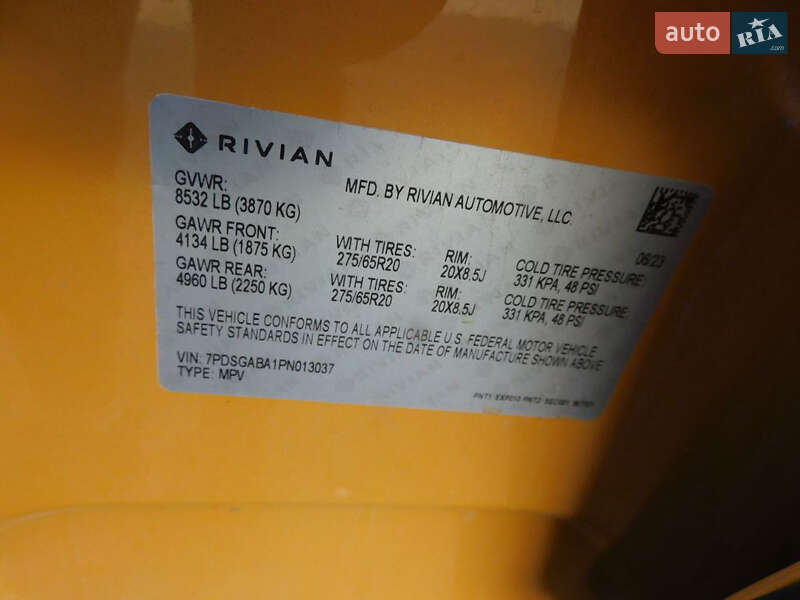 auto RIA.com
RIVIAN
MFD. BY RIVIAN AUTOMOTIVE, LLC
GVWR:
8532 LB (3870 KG)
06/23
GAWR FRONT: WITH TIRES: RIM: COLD TIRE PRESSURE:
4134 LB (1875 KG) 275/65R20 20X8.5J 331 KPA, 48 PSI
GAWR REAR: WITH TIRES: RIM: COLD TIRE PRESSURE:
4960 LB (2250 KG) 275/65R20 20X8.5J 331 KPA, 48 PSI
THIS VEHICLE CONFORMS TO ALL APPLICABLE U.S. FEDERAL MOTOR VEHICLE
SAFETY STANDARDS IN EFFECT ON THE DATE OF MANUFACTURE SHOWN ABOVE
VIN: 7PDSGABA1PN013037
TYPE: MPV